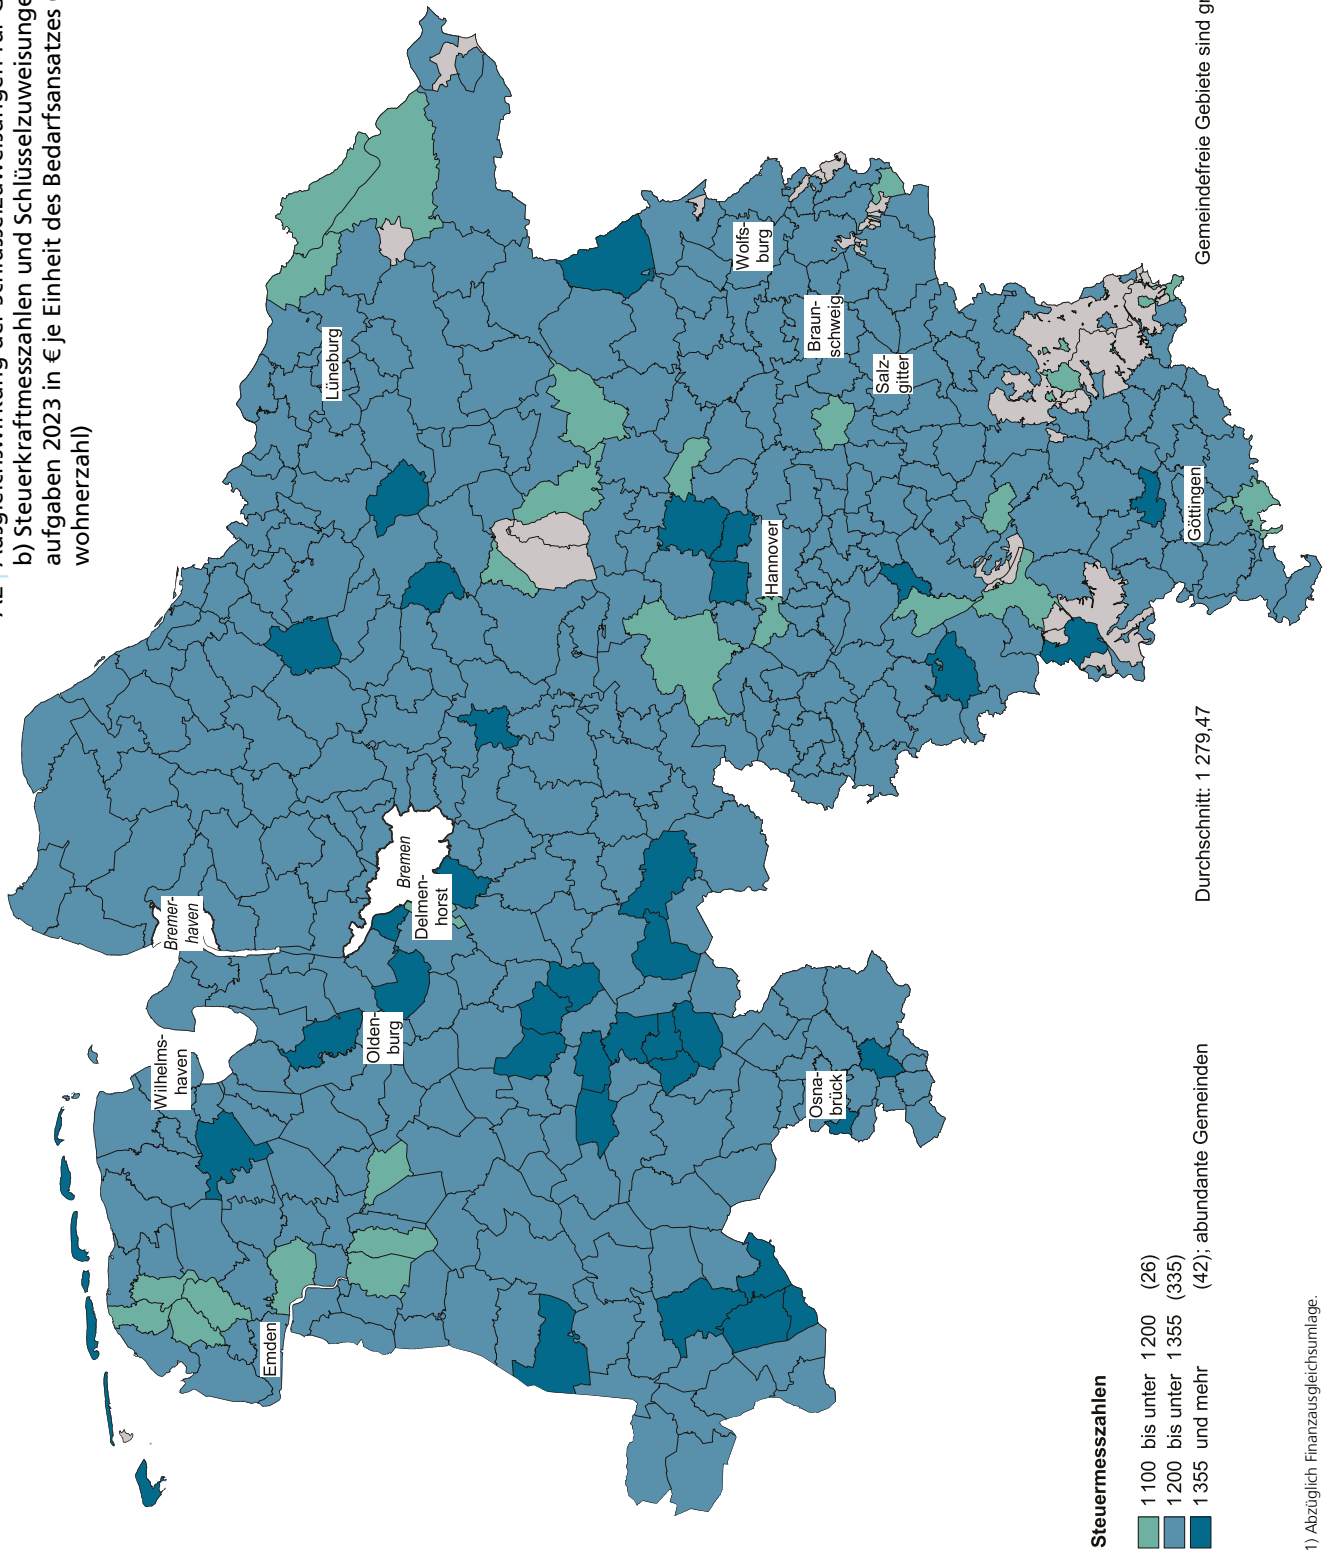 b) Steuerkraftmesszahlen und Schlüsselzuweisunge
aufgaben 2023 in € je Einheit des Bedarfsansatzes
wohnerzahl)
Lüneburg
Wolfs-
burg
Braun-
schweig
Salz-
gitter
Göttingen
Hannover
Bremen
Delmen-
horst
Bremer-
haven
Olden-
burg
Wilhelms-
haven
Osna-
brück
Emden
Steuermesszahlen
1 100 bis unter 1 200 (26)
1 200 bis unter 1 355 (335)
1 355 und mehr (42); abundante Gemeinden
Durchschnitt: 1 279,47
Gemeindefreie Gebiete sind gr
1) Abzüglich Finanzausgleichsumlage.